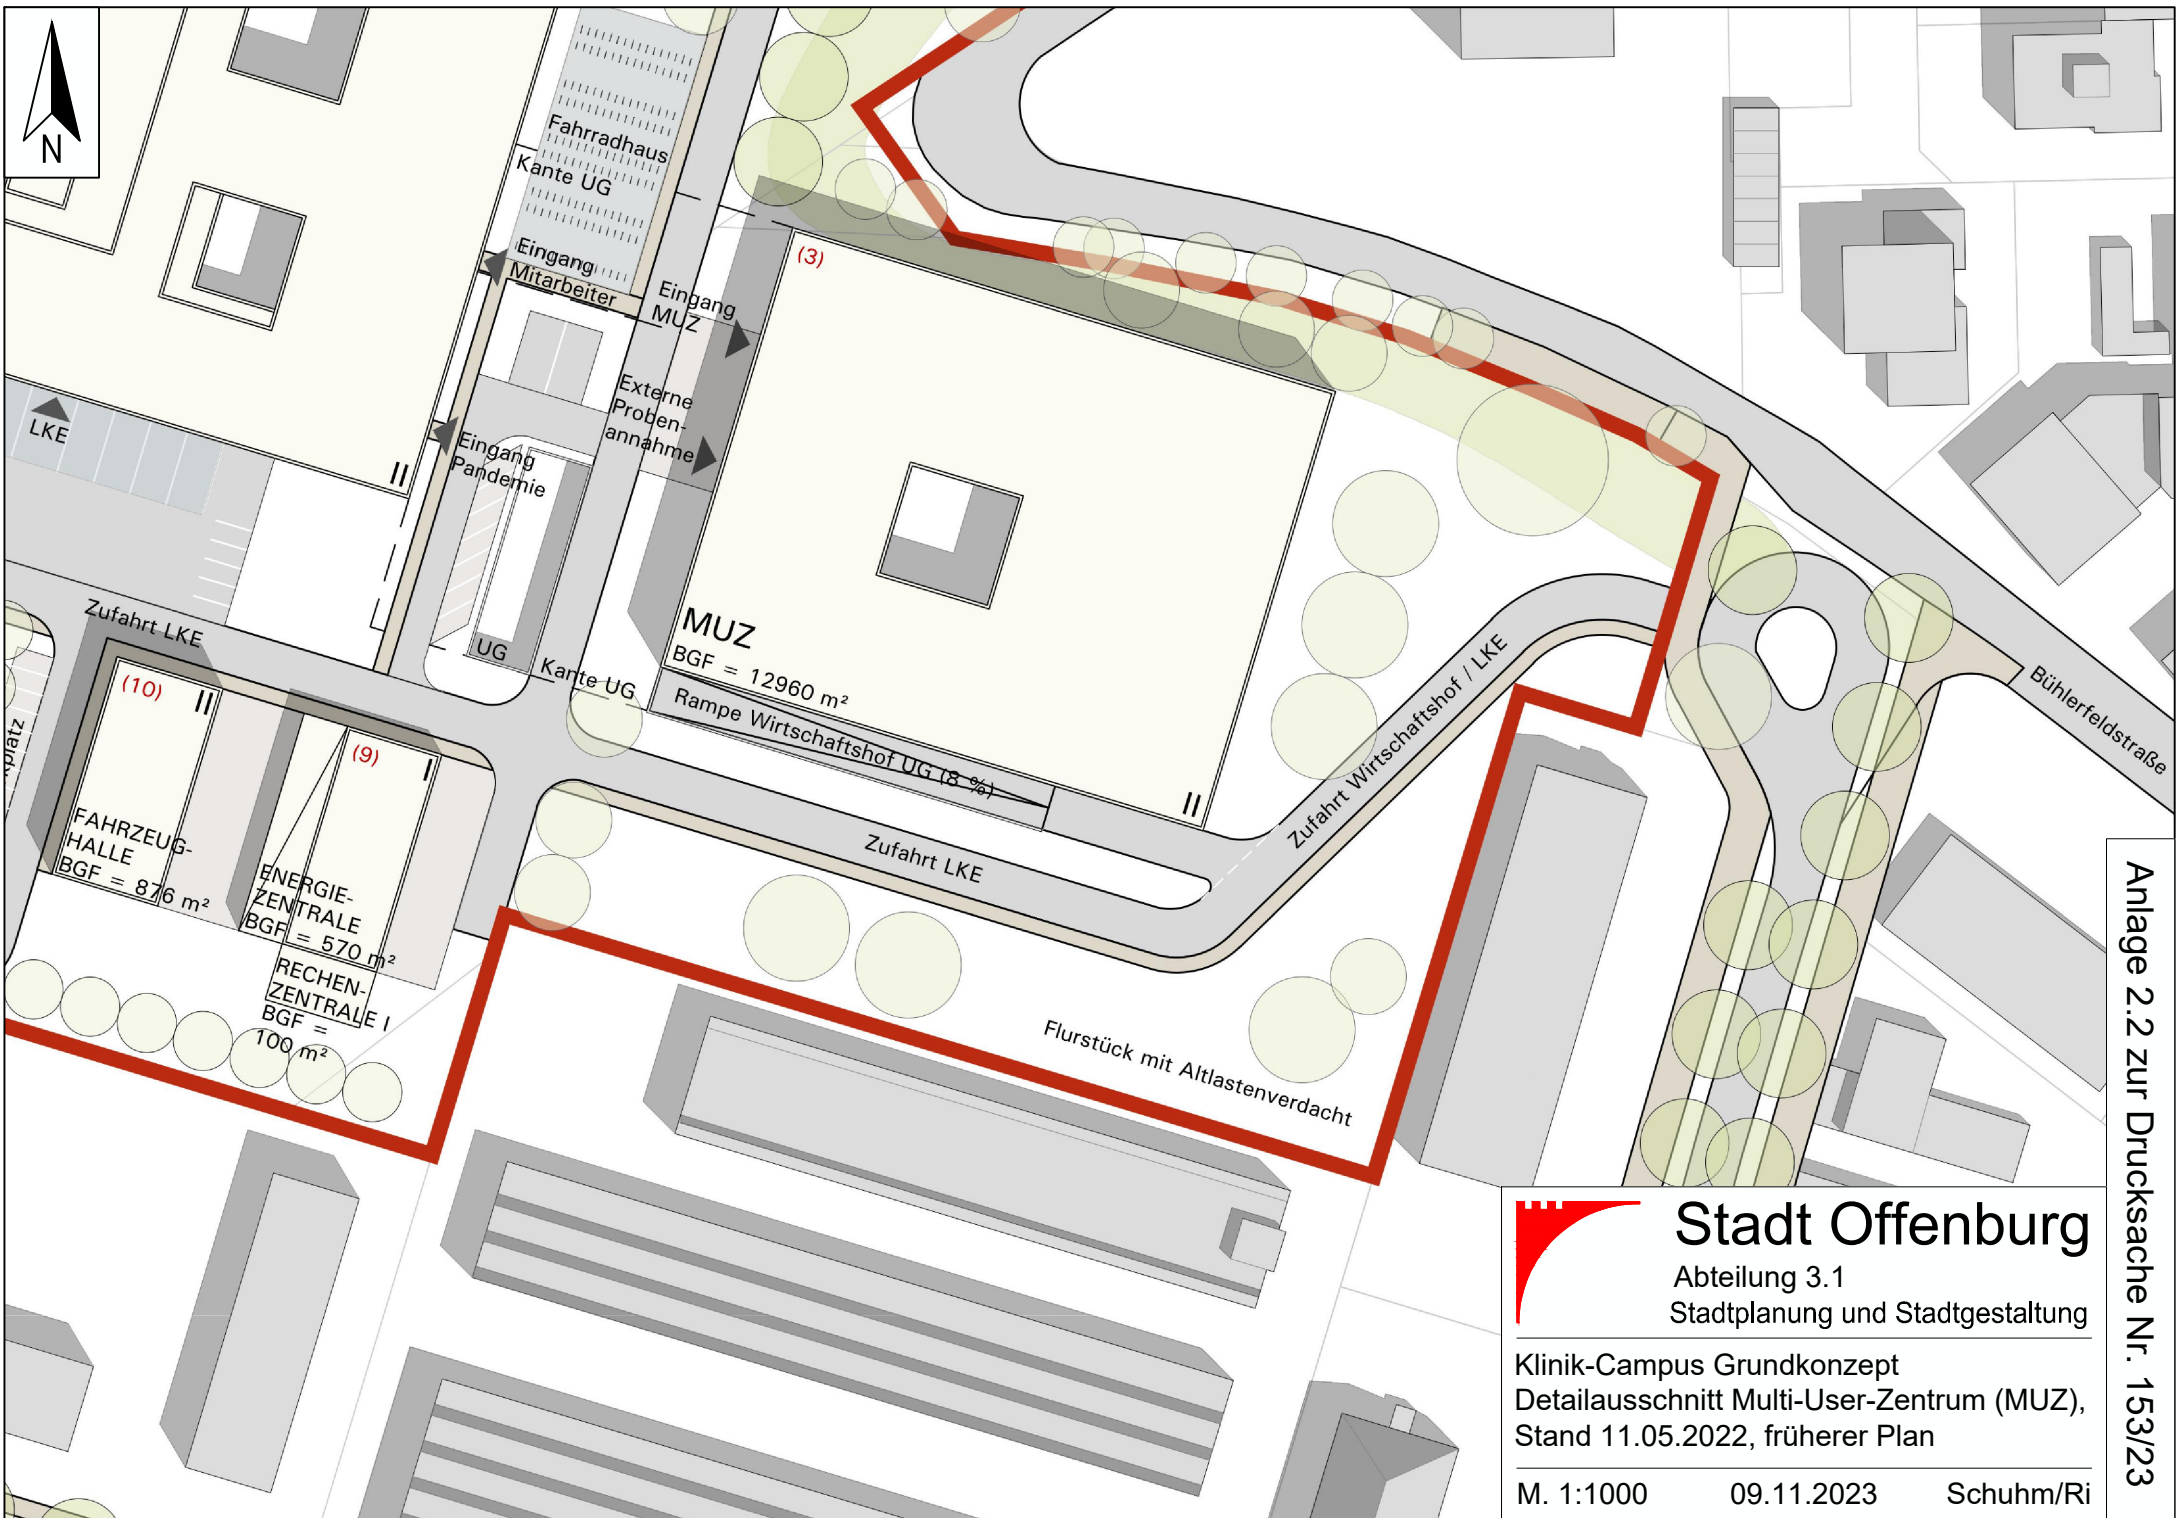 N
Fahrradhaus
Kante UG
Eingang
Mitarbeiter
Eingang
MUZ
(3)
Externe
Proben-
annahme
LKE
II
Eingang
Pandemie
Zufahrt LKE
UG
Kante UG
MUZ
BGF = 12960 m²
Rampe Wirtschaftshof UG (8 %)
II
Zufahrt Wirtschaftshof / LKE
Bühlerfeldstraße
(10)
II
(9)
I
FAHRZEUG-
HALLE
BGF = 876 m²
ENERGIE-
ZENTRALE
BGF = 570 m²
RECHEN-
ZENTRALE I
BGF =
100 m²
Zufahrt LKE
Flurstück mit Altlastenverdacht
Anlage 2.2 zur Drucksache Nr. 153/23
Stadt Offenburg
Abteilung 3.1
Stadtplanung und Stadtgestaltung
Klinik-Campus Grundkonzept
Detailausschnitt Multi-User-Zentrum (MUZ),
Stand 11.05.2022, früherer Plan
M. 1:1000 09.11.2023 Schuhm/Ri